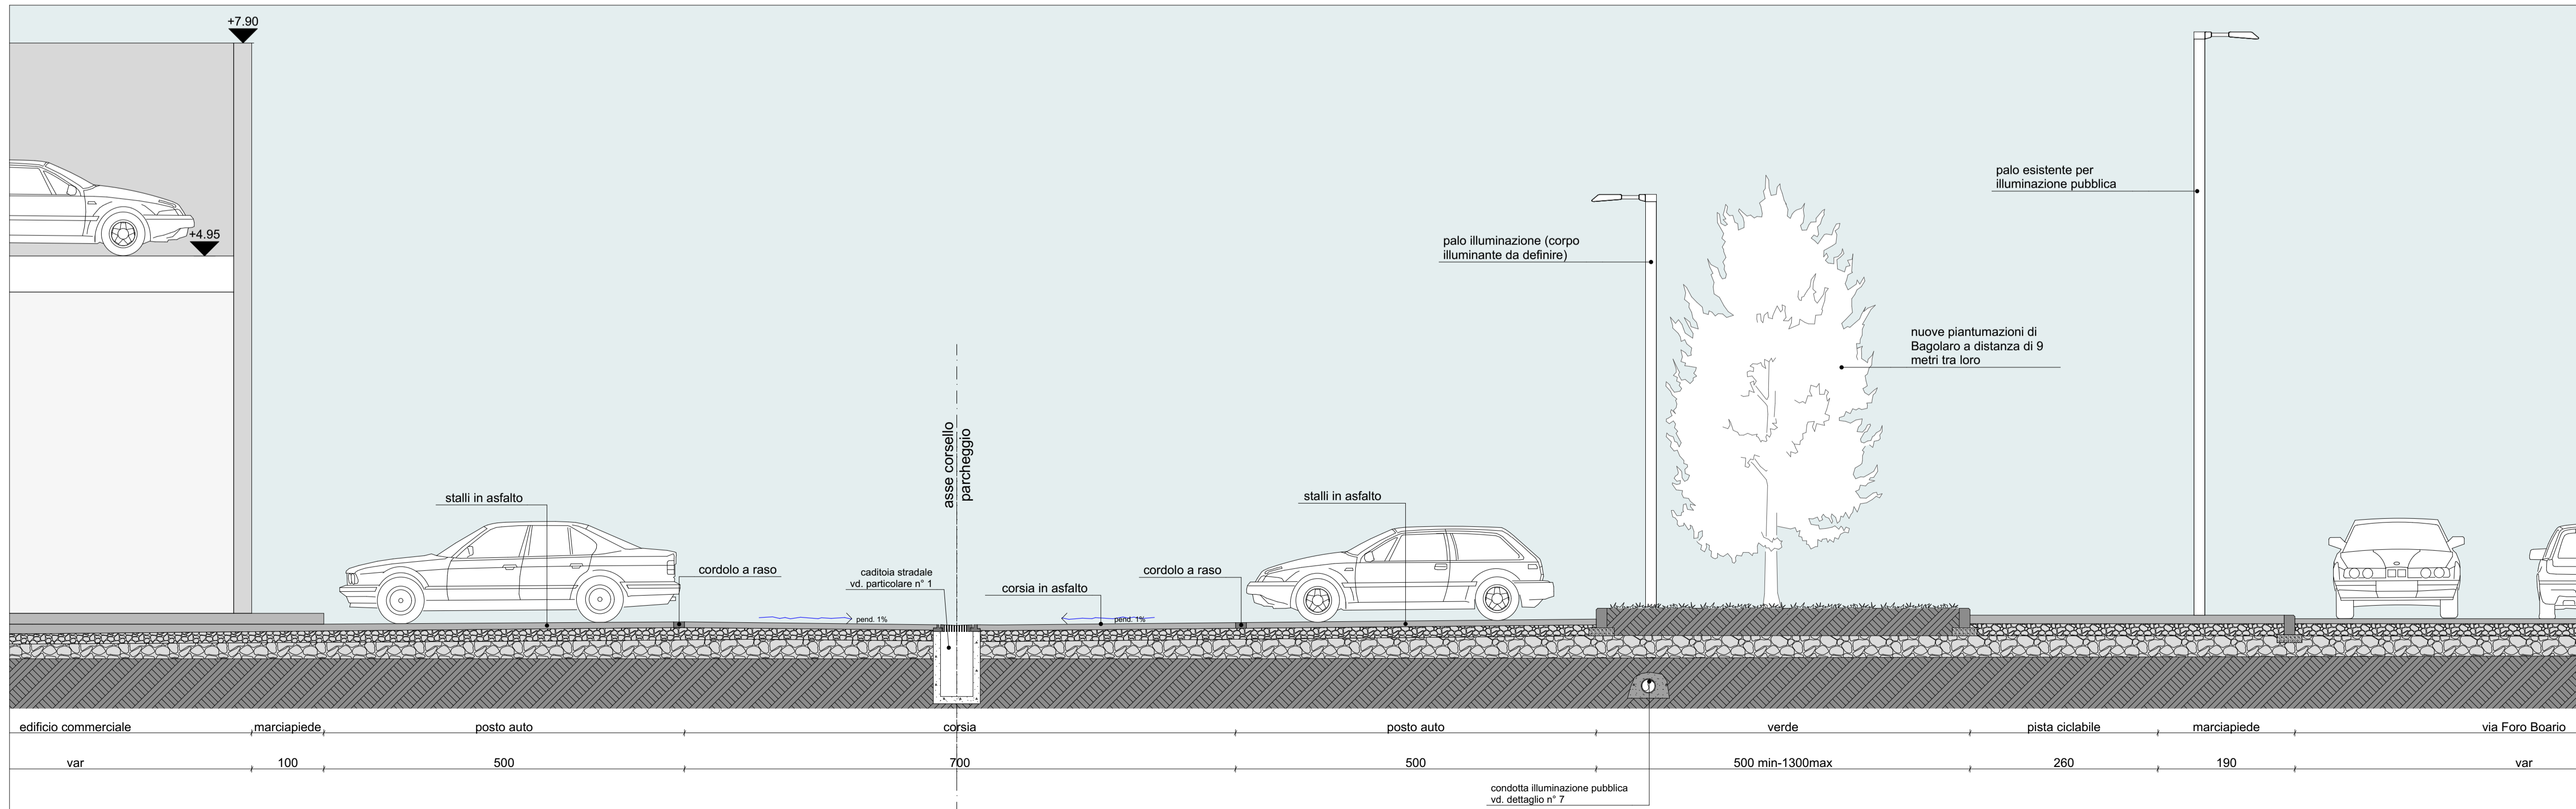 +7.90
+4.95
palo esistente per
illuminazione pubblica
palo illuminazione (corpo
illuminante da definire)
nuove piantumazioni di
Bagolaro a distanza di 9
metri tra loro
asse corsello
parcheggio
stalli in asfalto
stalli in asfalto
cordolo a raso
caditoia stradale
vd. particolare n° 1
corsia in asfalto
cordolo a raso
pend. 1%
pend. 1%
edificio commerciale
marciapiede
posto auto
corsia
posto auto
verde
pista ciclabile
marciapiede
via Foro Boario
var
100
500
700
500
500 min-1300max
260
190
var
condotta illuminazione pubblica
vd. dettaglio n° 7